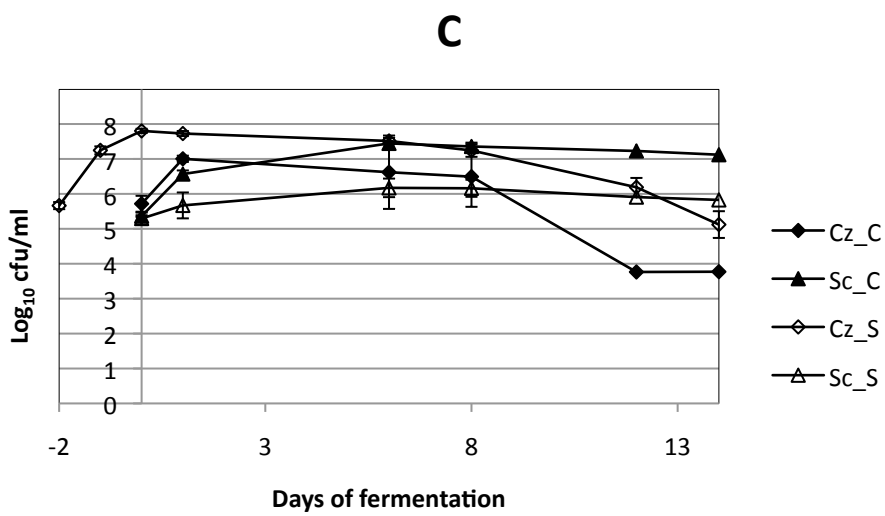 C
8
7
6
5
4
3
2
1
0
Log10 cfu/ml
-2 3 8 13
Days of fermentation
Cz_C
Sc_C
Cz_S
Sc_S